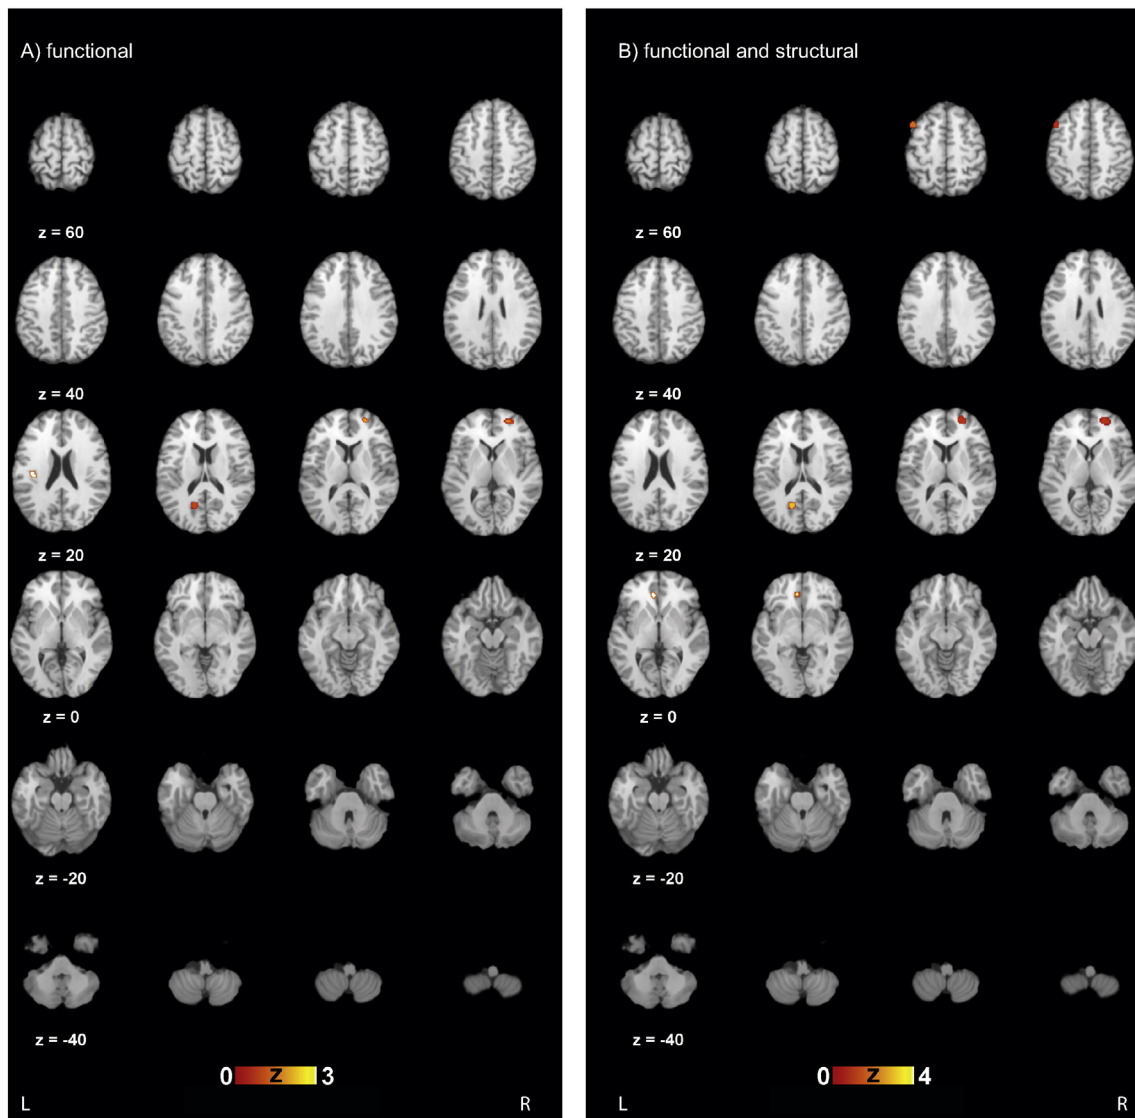 A) functional
z = 60
z = 40
z = 20
z = 0
z = -20
z = -40
0 Z 3
L R
B) functional and structural
z = 60
z = 40
z = 20
z = 0
z = -20
z = -40
0 Z 4
L R